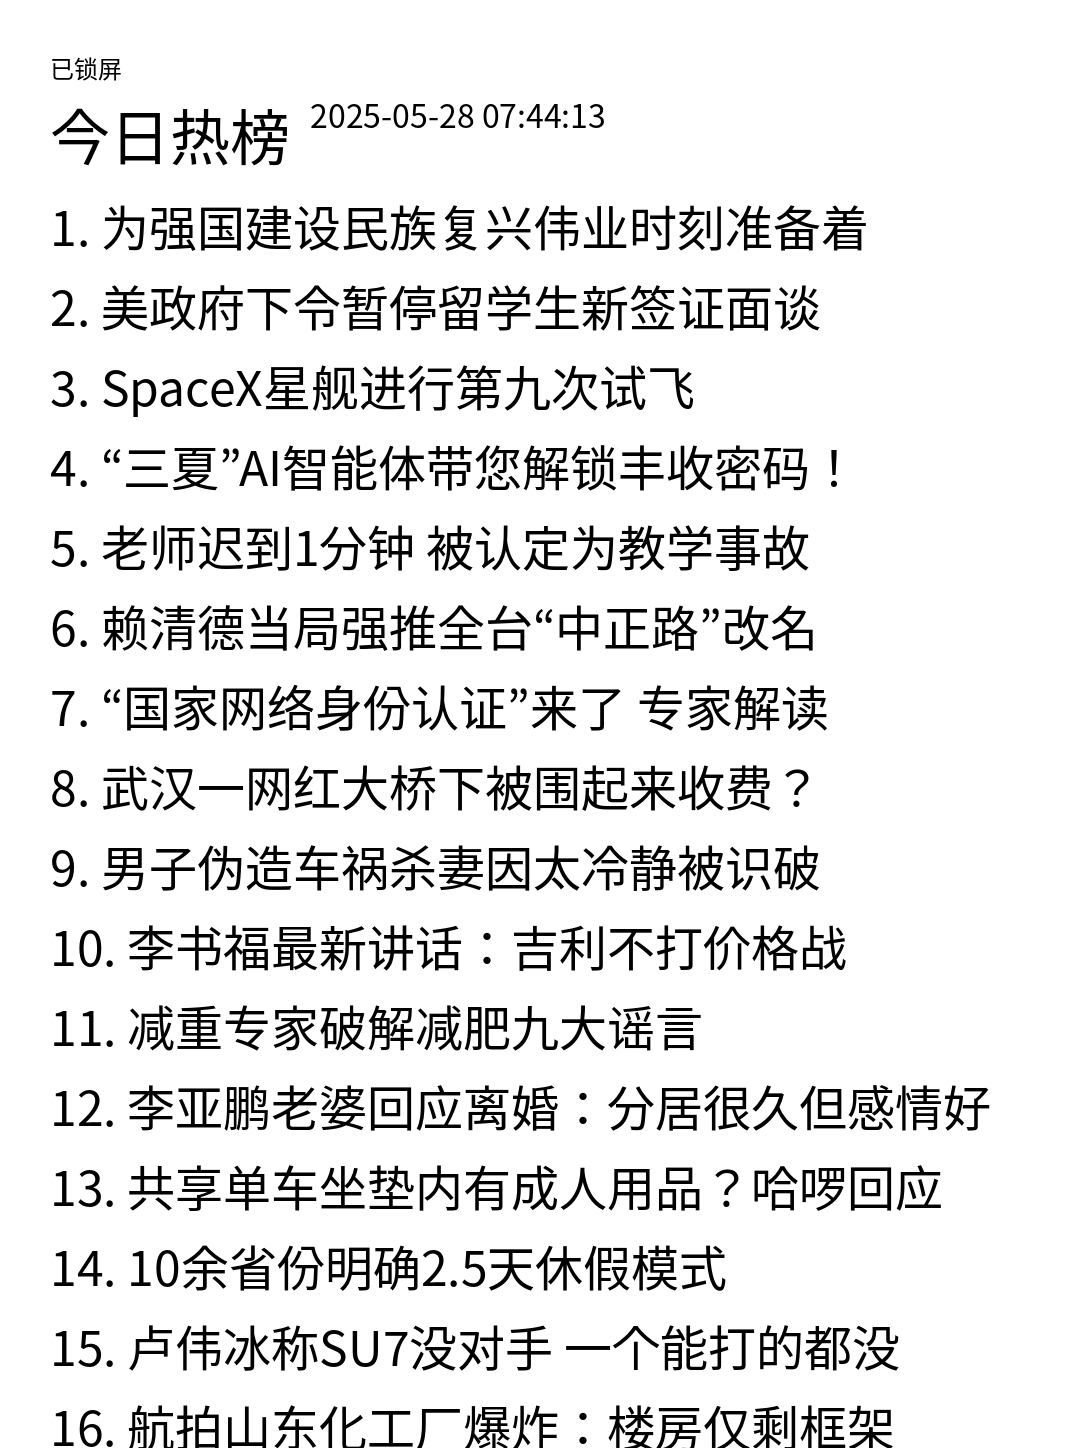 已锁屏
今日热榜 2025-05-28 07:44:13
1. 为强国建设民族复兴伟业时刻准备着
2. 美政府下令暂停留学生新签证面谈
3. SpaceX星舰进行第九次试飞
4. “三夏”AI智能体带您解锁丰收密码！
5. 老师迟到1分钟 被认定为教学事故
6. 赖清德当局强推全台“中正路”改名
7. “国家网络身份认证”来了 专家解读
8. 武汉一网红大桥下被围起来收费？
9. 男子伪造车祸杀妻因太冷静被识破
10. 李书福最新讲话：吉利不打价格战
11. 减重专家破解减肥九大谣言
12. 李亚鹏老婆回应离婚：分居很久但感情好
13. 共享单车坐垫内有成人用品？哈啰回应
14. 10余省份明确2.5天休假模式
15. 卢伟冰称SU7没对手 一个能打的都没
16. 航拍山东化工厂爆炸：楼房仅剩框架